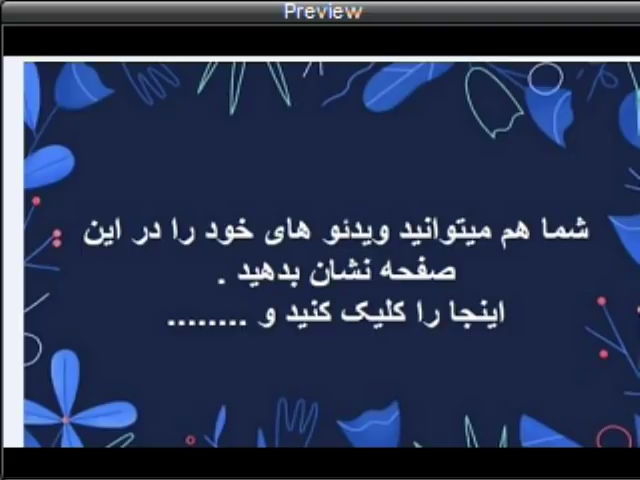 Preview
شما هم میتوانید ویدئو های خود را در این
صفحه نشان بدهید .
اینجا را کلیک کنید و ........